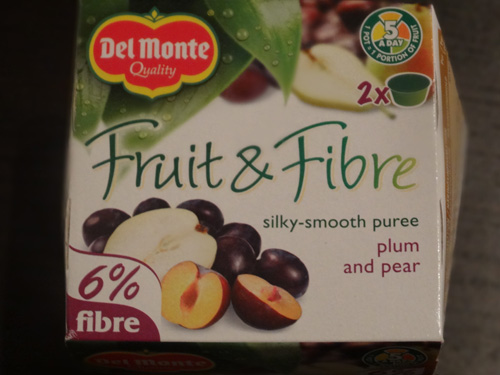 Del Monte
Quality
5
A DAY
1 POT = 1 PORTION OF FRUIT
2x
Fruit & Fibre
silky-smooth puree
plum
and pear
6%
fibre
Del Monte